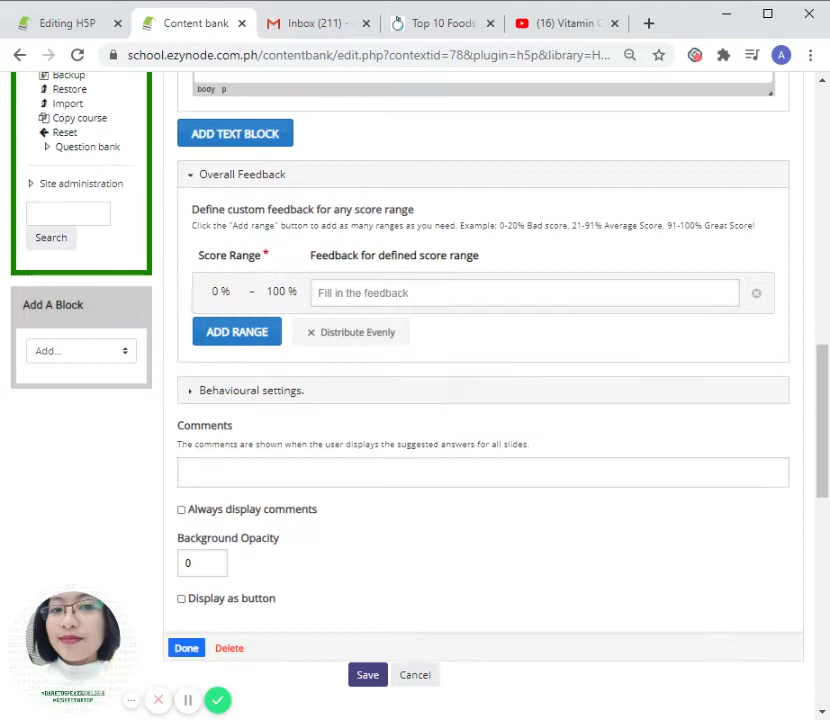 Editing H5P
Content bank
Inbox (211) -
Top 10 Foods
(16) Vitamin C
school.ezynode.com.ph/contentbank/edit.php?contextid=78&plugin=h5p&library=H...
A
Backup
Restore
Import
Copy course
Reset
Question bank
Site administration
Search
Add A Block
Add...
body p
ADD TEXT BLOCK
Overall Feedback
Define custom feedback for any score range
Click the "Add range" button to add as many ranges as you need. Example: 0-20% Bad score, 21-91% Average Score, 91-100% Great Score!
Score Range * Feedback for defined score range
0 % – 100 % Fill in the feedback
ADD RANGE Distribute Evenly
Behavioural settings.
Comments
The comments are shown when the user displays the suggested answers for all slides.
Always display comments
Background Opacity
0
Display as button
Done Delete
Save Cancel